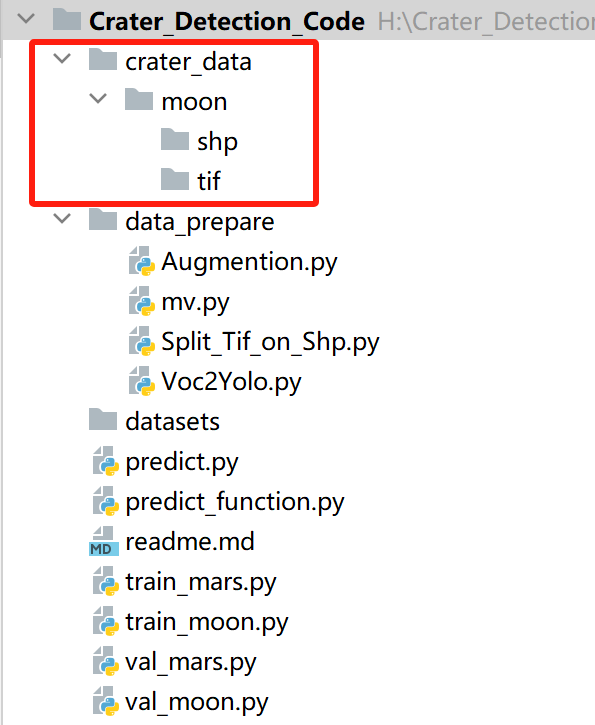 Crater_Detection_Code H:\Crater_Detection
crater_data
moon
shp
tif
data_prepare
Augmention.py
mv.py
Split_Tif_on_Shp.py
Voc2Yolo.py
datasets
predict.py
predict_function.py
MD readme.md
train_mars.py
train_moon.py
val_mars.py
val_moon.py